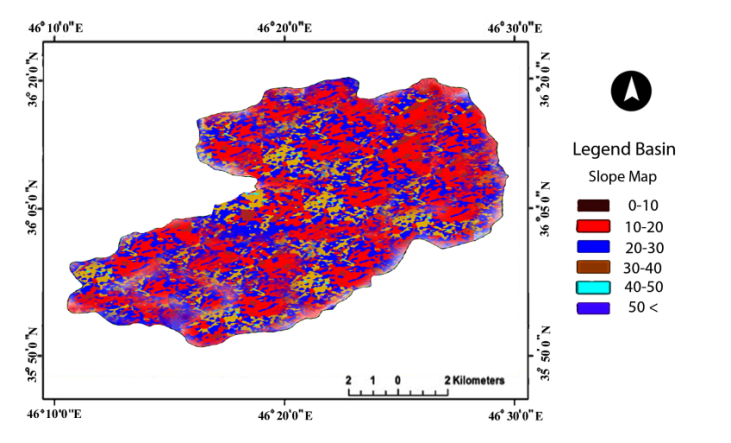 46°10'0"E 46°20'0"E 46°30'0"E
36°20'0"N 36°20'0"N
Legend Basin
Slope Map
0-10
10-20
20-30
30-40
40-50
50 <
36°05'0"N 36°05'0"N
35°50'0"N 35°50'0"N
2 1 0 2 Kilometers
46°10'0"E 46°20'0"E 46°30'0"E